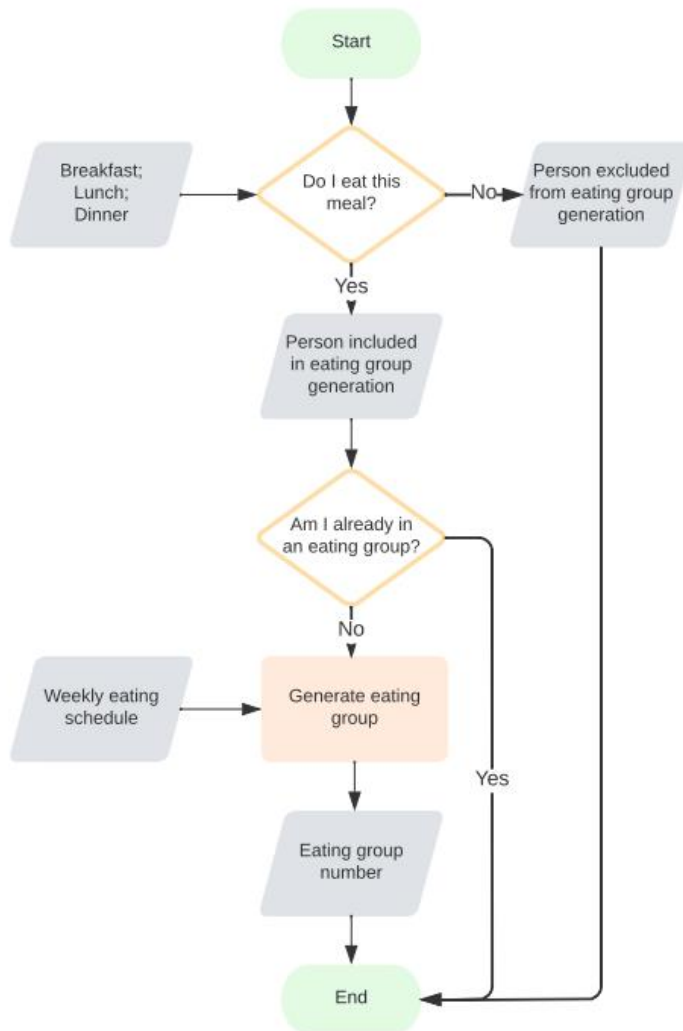 Start
Breakfast;
Lunch;
Dinner
Do I eat this
meal?
No
Person excluded
from eating group
generation
Yes
Person included
in eating group
generation
Am I already in
an eating group?
No
Weekly eating
schedule
Generate eating
group
Yes
Eating group
number
End